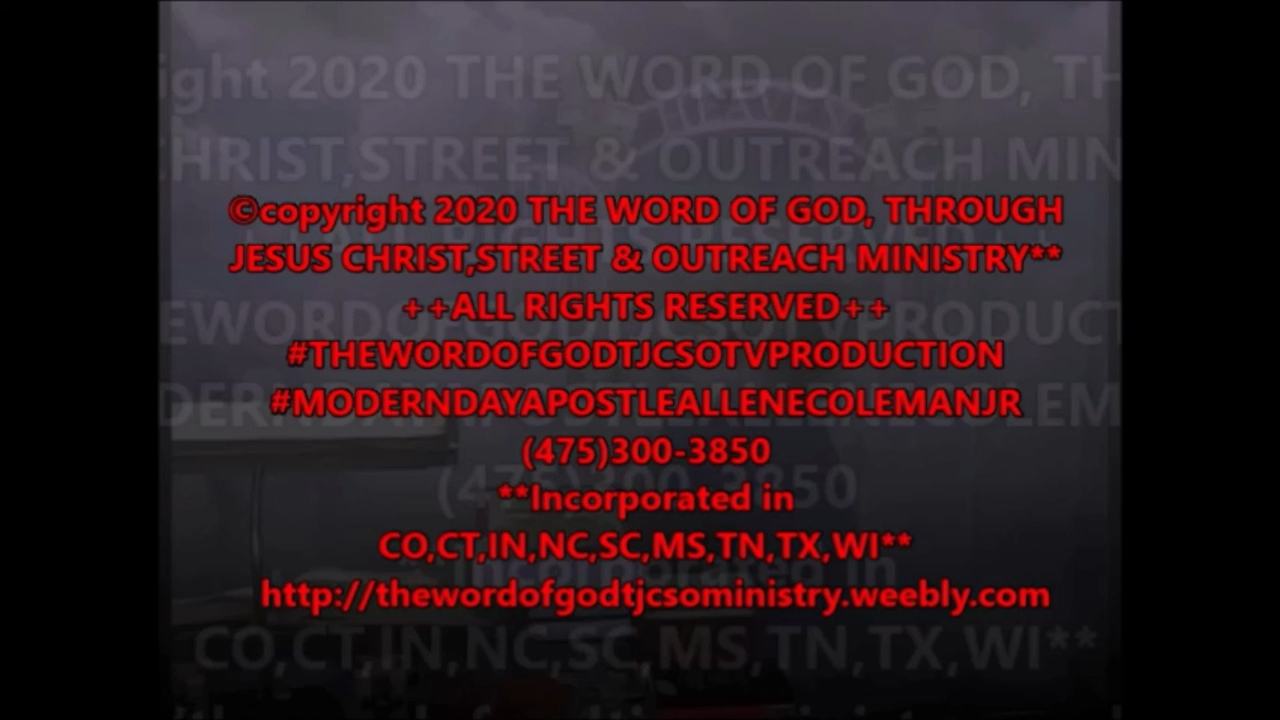 ©copyright 2020 THE WORD OF GOD, THROUGH
JESUS CHRIST,STREET & OUTREACH MINISTRY**
++ALL RIGHTS RESERVED++
#THEWORDOFGODTJCSOTVPRODUCTION
#MODERNDAYAPOSTLEALLENECOLEMANJR
(475)300-3850
**Incorporated in
CO,CT,IN,NC,SC,MS,TN,TX,WI**
http://thewordofgodtjcsoministry.weebly.com
HEAVEN